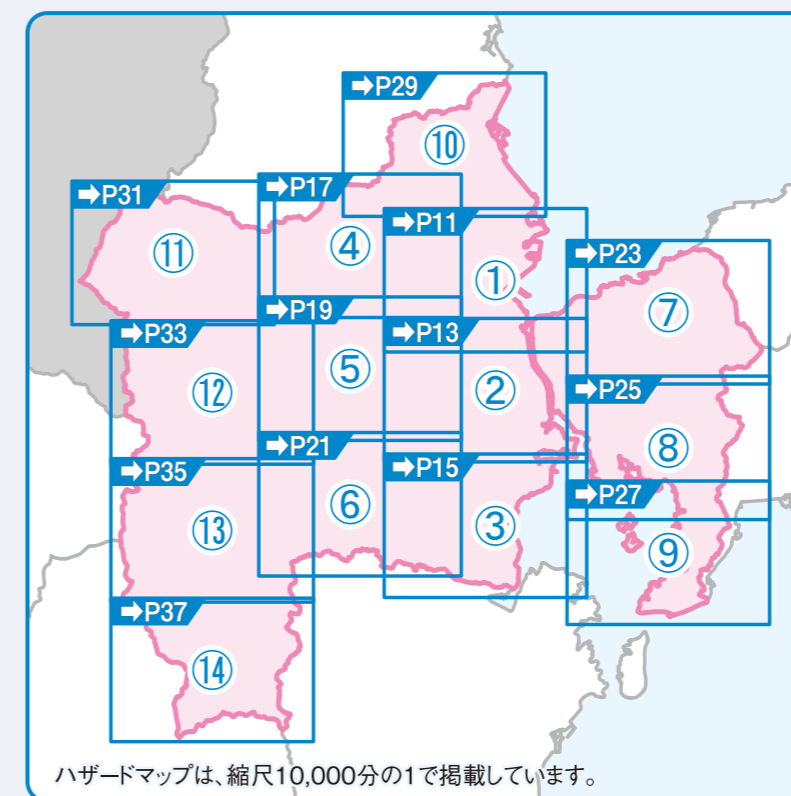 ➡P29
⑩
➡P31
➡P17
⑪
④
➡P11
①
➡P23
⑦
➡P33
➡P19
➡P13
⑫
⑤
②
➡P25
⑧
➡P35
➡P21
➡P15
➡P27
⑬
⑥
③
⑨
➡P37
⑭
ハザードマップは、縮尺10,000分の1で掲載しています。